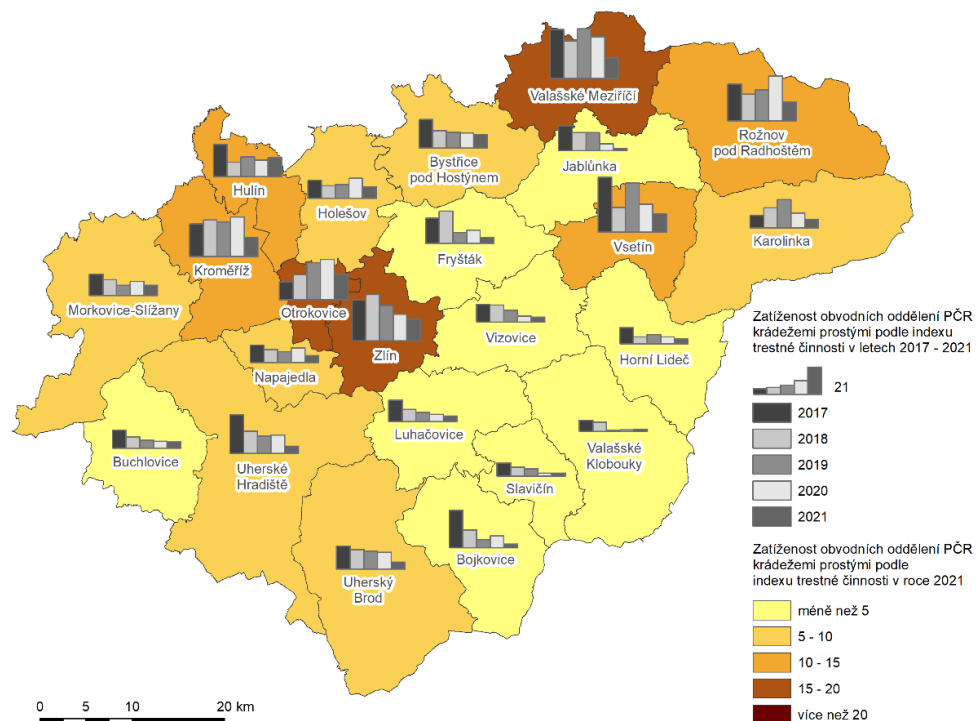 Valašské Meziříčí
Rožnov
pod Radhoštěm
Bystřice
pod Hostýnem
Jablůnka
Hulín
Holešov
Karolinka
Vsetín
Fryšták
Kroměříž
Morkovice-Slížany
Otrokovice
Vizovice
Zlín
Horní Lideč
Napajedla
Luhačovice
Valašské
Klobouky
Buchlovice
Uherské
Hradiště
Slavičín
Bojkovice
Uherský
Brod
Zatíženost obvodních oddělení PČR
krádežemi prostými podle indexu
trestné činnosti v letech 2017 - 2021
21
2017
2018
2019
2020
2021
Zatíženost obvodních oddělení PČR
krádežemi prostými podle
indexu trestné činnosti v roce 2021
méně než 5
5 - 10
10 - 15
15 - 20
více než 20
0 5 10 20 km